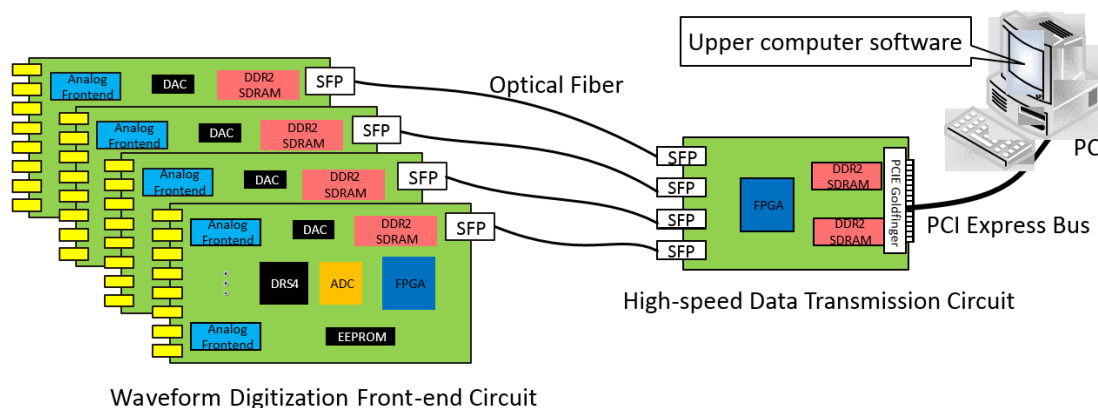 Upper computer software
Analog
Frontend
DAC
DDR2
SDRAM
SFP
Optical Fiber
Analog
Frontend
DAC
DDR2
SDRAM
SFP
Analog
Frontend
DAC
DDR2
SDRAM
SFP
Analog
Frontend
DAC
DDR2
SDRAM
SFP
DRS4
ADC
FPGA
Analog
Frontend
EEPROM
Waveform Digitization Front-end Circuit
SFP
SFP
SFP
SFP
FPGA
DDR2
SDRAM
DDR2
SDRAM
PCIE Goldfinger
PC
PCI Express Bus
High-speed Data Transmission Circuit